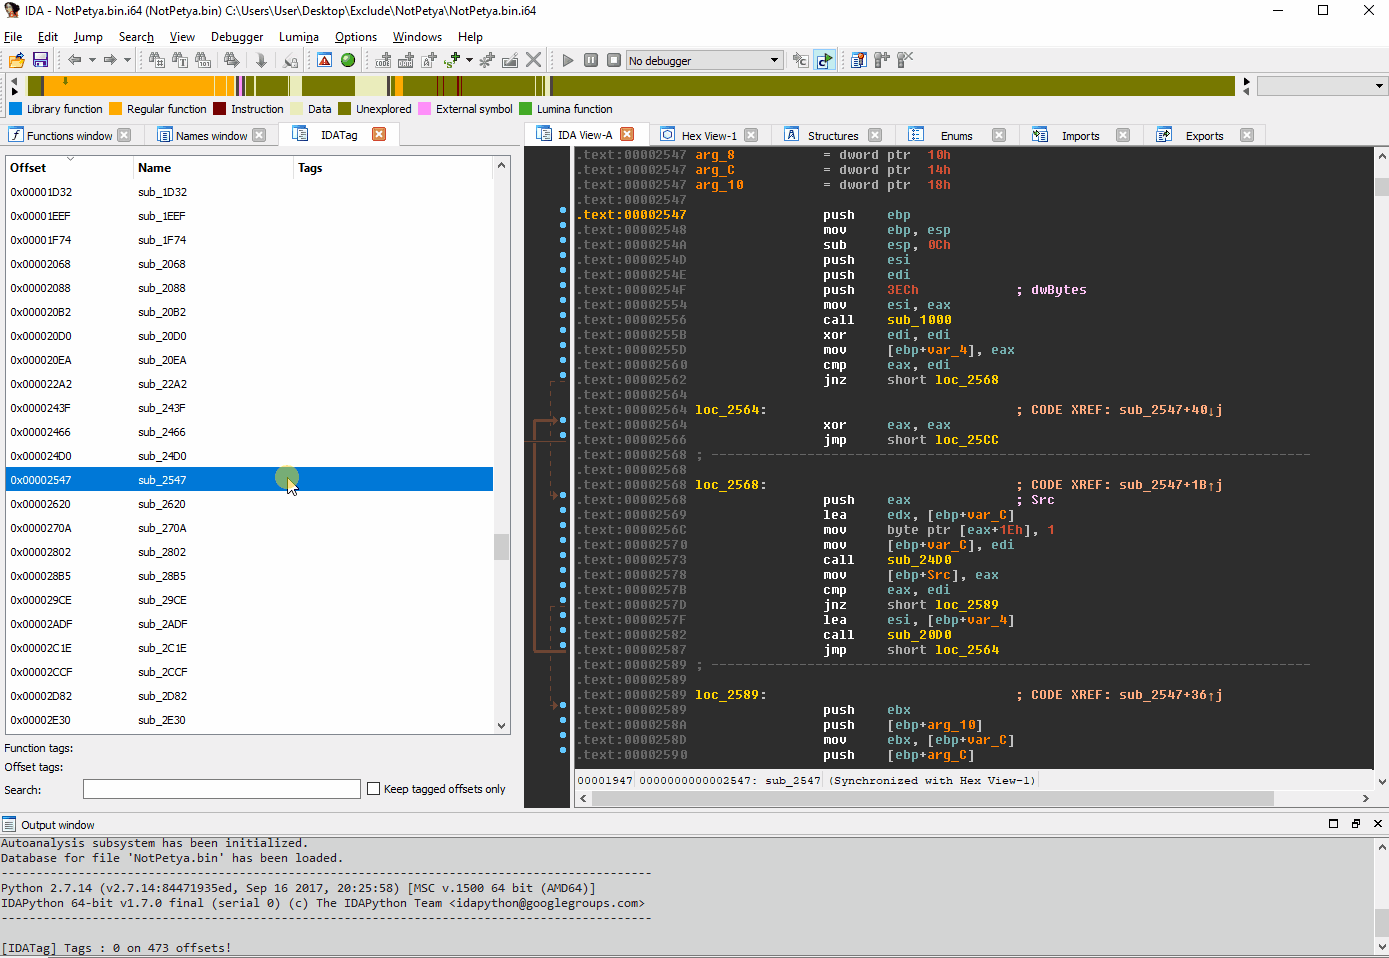 IDA - NotPetya.bin.i64 (NotPetya.bin) C:\Users\User\Desktop\Exclude\NotPetya\NotPetya.bin.i64
File Edit Jump Search View Debugger Lumina Options Windows Help
No debugger
Library function Regular function Instruction Data Unexplored External symbol Lumina function
Functions window Names window IDATag IDA View-A Hex View-1 Structures Enums Imports Exports
Offset Name Tags
0x00001D32 sub_1D32
0x00001EEF sub_1EEF
0x00001F74 sub_1F74
0x00002068 sub_2068
0x00002088 sub_2088
0x000020B2 sub_20B2
0x000020D0 sub_20D0
0x000020EA sub_20EA
0x000022A2 sub_22A2
0x0000243F sub_243F
0x00002466 sub_2466
0x000024D0 sub_24D0
0x00002547 sub_2547
0x00002620 sub_2620
0x0000270A sub_270A
0x00002802 sub_2802
0x000028B5 sub_28B5
0x000029CE sub_29CE
0x00002ADF sub_2ADF
0x00002C1E sub_2C1E
0x00002CCF sub_2CCF
0x00002D82 sub_2D82
0x00002E30 sub_2E30
Function tags:
Offset tags:
Search: Keep tagged offsets only
.text:00002547 arg_8 = dword ptr 10h
.text:00002547 arg_C = dword ptr 14h
.text:00002547 arg_10 = dword ptr 18h
.text:00002547
.text:00002547 push ebp
.text:00002548 mov ebp, esp
.text:0000254A sub esp, 0Ch
.text:0000254D push esi
.text:0000254E push edi
.text:0000254F push 3ECh ; dwBytes
.text:00002554 mov esi, eax
.text:00002556 call sub_1000
.text:0000255B xor edi, edi
.text:0000255D mov [ebp+var_4], eax
.text:00002560 cmp eax, edi
.text:00002562 jnz short loc_2568
.text:00002564
.text:00002564 loc_2564: ; CODE XREF: sub_2547+40↓j
.text:00002564 xor eax, eax
.text:00002566 jmp short loc_25CC
.text:00002568 ; ---------------------------------------------------------------------------
.text:00002568
.text:00002568 loc_2568: ; CODE XREF: sub_2547+1B↑j
.text:00002568 push eax ; Src
.text:00002569 lea edx, [ebp+var_C]
.text:0000256C mov byte ptr [eax+1Eh], 1
.text:00002570 mov [ebp+var_C], edi
.text:00002573 call sub_24D0
.text:00002578 mov [ebp+Src], eax
.text:0000257B cmp eax, edi
.text:0000257D jnz short loc_2589
.text:0000257F lea esi, [ebp+var_4]
.text:00002582 call sub_20D0
.text:00002587 jmp short loc_2564
.text:00002589 ; ---------------------------------------------------------------------------
.text:00002589
.text:00002589 loc_2589: ; CODE XREF: sub_2547+36↑j
.text:00002589 push ebx
.text:0000258A push [ebp+arg_10]
.text:0000258D mov ebx, [ebp+var_C]
.text:00002590 push [ebp+arg_C]
00001947 0000000000002547: sub_2547 (Synchronized with Hex View-1)
Output window
Autoanalysis subsystem has been initialized.
Database for file 'NotPetya.bin' has been loaded.
---------------------------------------------------------------------------------------------
Python 2.7.14 (v2.7.14:84471935ed, Sep 16 2017, 20:25:58) [MSC v.1500 64 bit (AMD64)]
IDAPython 64-bit v1.7.0 final (serial 0) (c) The IDAPython Team <idapython@googlegroups.com>
---------------------------------------------------------------------------------------------
[IDATag] Tags : 0 on 473 offsets!